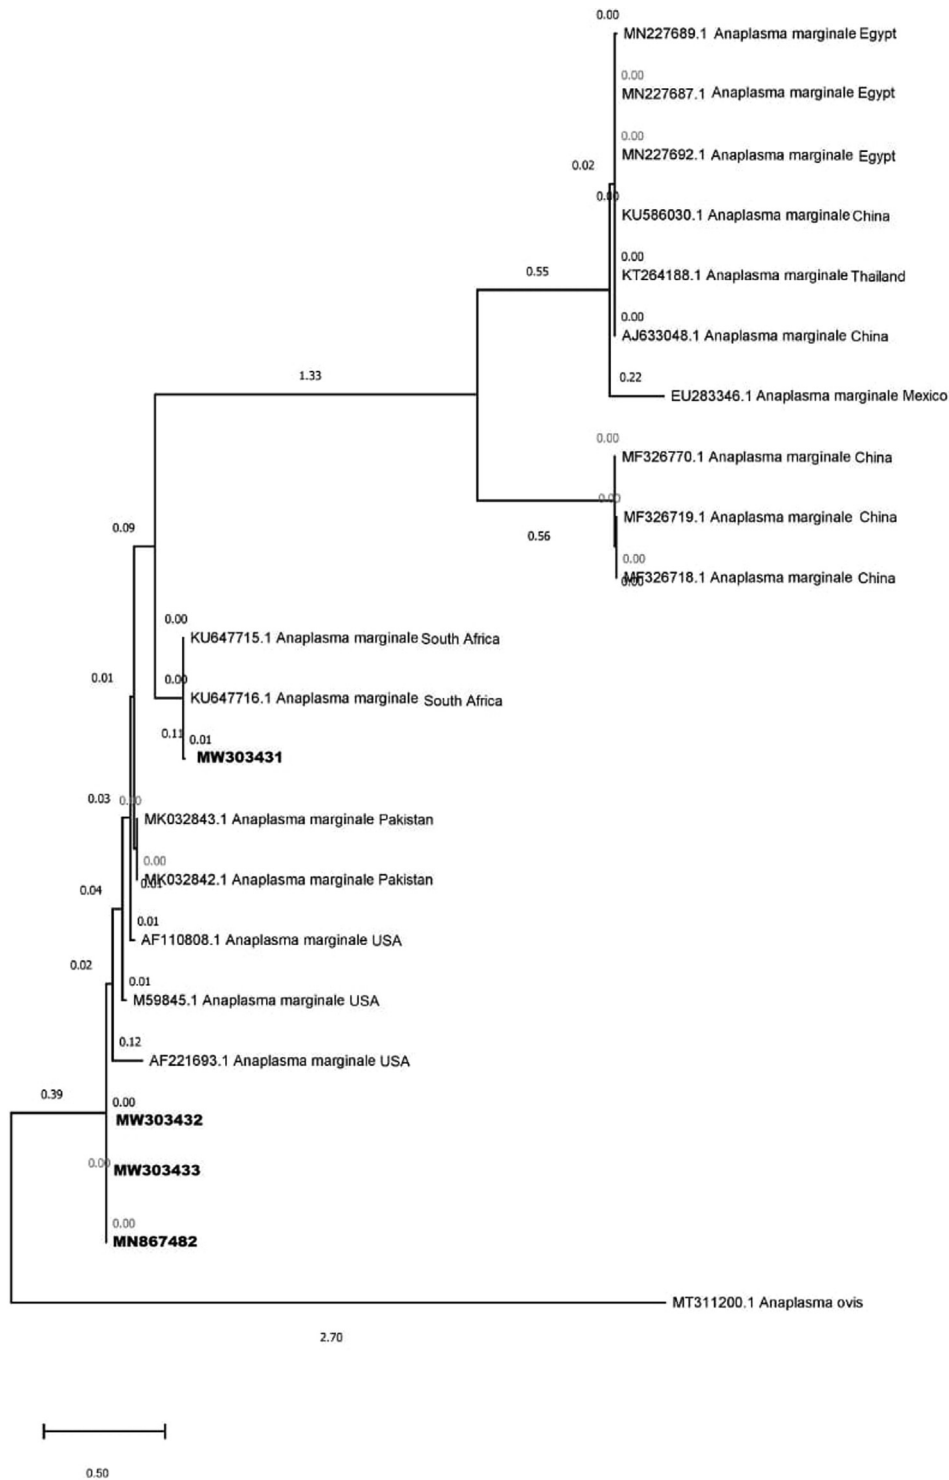 0.00
MN227689.1 Anaplasma marginale Egypt
0.00
MN227687.1 Anaplasma marginale Egypt
0.00
MN227692.1 Anaplasma marginale Egypt
0.02
0.00
KU586030.1 Anaplasma marginale China
0.00
KT264188.1 Anaplasma marginale Thailand
0.55
0.00
AJ633048.1 Anaplasma marginale China
0.22
EU283346.1 Anaplasma marginale Mexico
1.33
0.00
MF326770.1 Anaplasma marginale China
0.00
MF326719.1 Anaplasma marginale China
0.56
0.00
MF326718.1 Anaplasma marginale China
0.00
0.09
0.00
KU647715.1 Anaplasma marginale South Africa
0.00
KU647716.1 Anaplasma marginale South Africa
0.01
0.11
0.01
MW303431
0.03
0.00
MK032843.1 Anaplasma marginale Pakistan
0.00
MK032842.1 Anaplasma marginale Pakistan
0.01
0.04
0.01
AF110808.1 Anaplasma marginale USA
0.02
0.01
M59845.1 Anaplasma marginale USA
0.12
AF221693.1 Anaplasma marginale USA
0.39
0.00
MW303432
0.00
MW303433
0.00
MN867482
MT311200.1 Anaplasma ovis
2.70
0.50